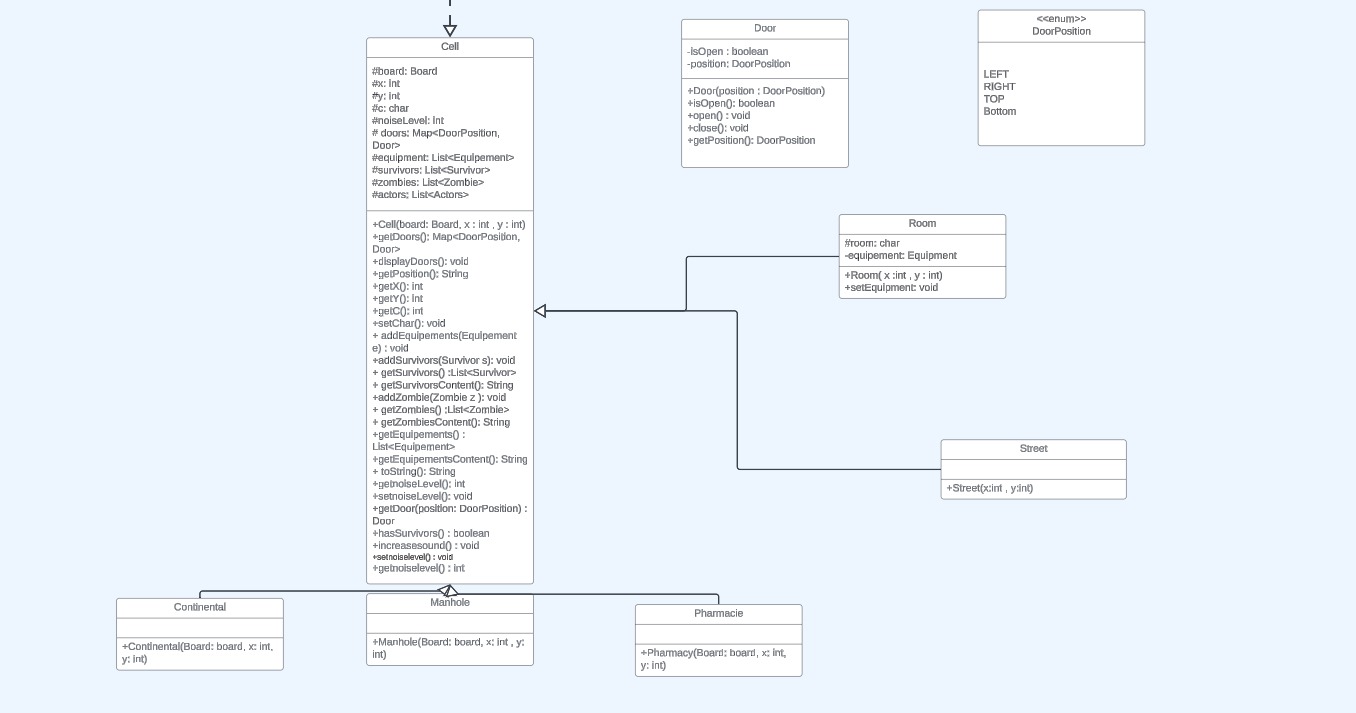 Cell
#board: Board
#x: int
#y: int
#c: char
#noiseLevel: int
# doors: Map<DoorPosition,
Door>
#equipment: List<Equipement>
#survivors: List<Survivor>
#zombies: List<Zombie>
#actors: List<Actors>
+Cell(board: Board, x : int , y : int)
+getDoors(): Map<DoorPosition,
Door>
+displayDoors(): void
+getPosition(): String
+getX(): int
+getY(): int
+getC(): int
+setChar(): void
+ addEquipements(Equipement
e) : void
+addSurvivors(Survivor s): void
+ getSurvivors() :List<Survivor>
+ getSurvivorsContent(): String
+addZombie(Zombie z ): void
+ getZombies() :List<Zombie>
+ getZombiesContent(): String
+getEquipements() :
List<Equipement>
+getEquipementsContent(): String
+ toString(): String
+getnoiseLevel(): int
+setnoiseLevel(): void
+getDoor(position: DoorPosition) :
Door
+hasSurvivors() : boolean
+increasesound() : void
+setnoiselevel() : void
+getnoiselevel() : int
Door
-isOpen : boolean
-position: DoorPosition
+Door(position : DoorPosition)
+isOpen(): boolean
+open() : void
+close(): void
+getPosition(): DoorPosition
<<enum>>
DoorPosition
LEFT
RIGHT
TOP
Bottom
Room
#room: char
-equipement: Equipment
+Room( x :int , y : int)
+setEquipment: void
Street
+Street(x:int , y:int)
Continental
+Continental(Board: board, x: int,
y: int)
Manhole
+Manhole(Board: board, x: int , y:
int)
Pharmacie
+Pharmacy(Board: board, x: int,
y: int)